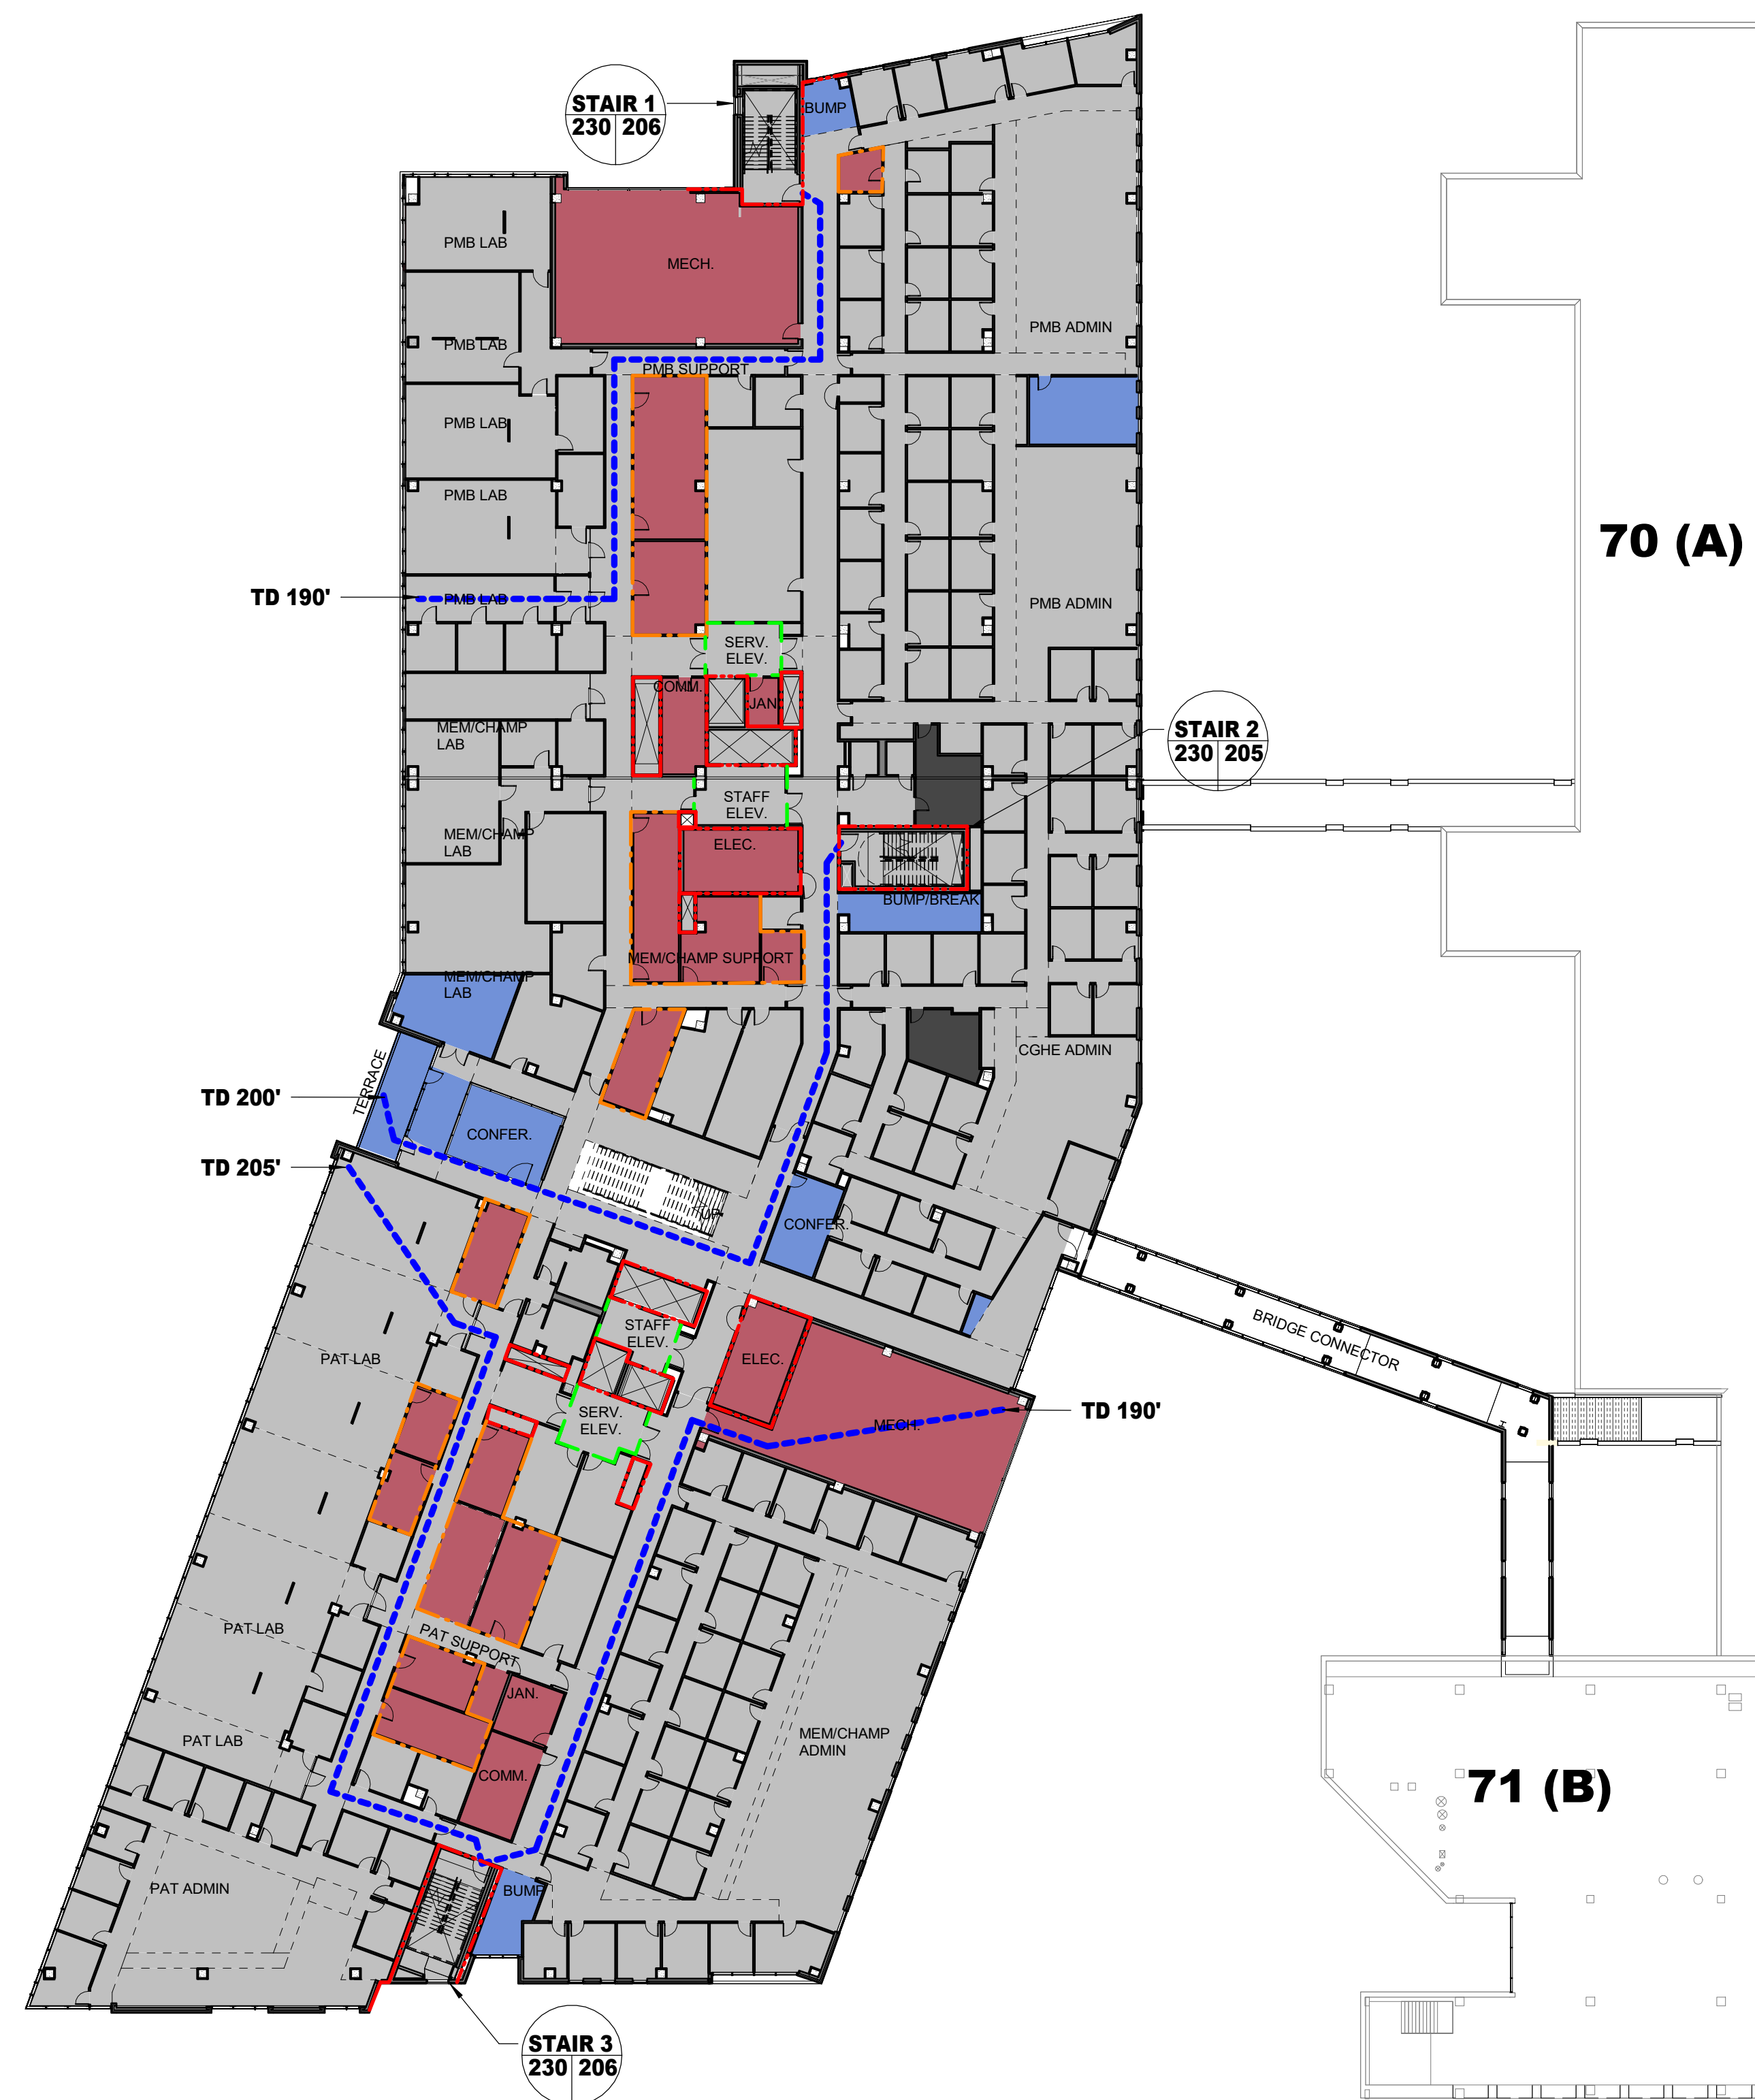 STAIR 1
230 206
BUMP
PMB LAB
MECH.
PMB ADMIN
PMB LAB
PMB SUPPORT
PMB LAB
PMB LAB
70 (A)
TD 190'
PMB LAB
PMB ADMIN
SERV.
ELEV.
COMM.
JAN
MEM/CHAMP
LAB
STAIR 2
230 205
STAFF
ELEV.
MEM/CHAMP
LAB
ELEC.
BUMP/BREAK
MEM/CHAMP SUPPORT
MEM/CHAMP
LAB
CGHE ADMIN
TERRACE
TD 200'
CONFER.
TD 205'
UP
CONFER.
STAFF
ELEV.
BRIDGE CONNECTOR
PAT LAB
ELEC.
SERV.
ELEV.
MECH.
TD 190'
PAT LAB
PAT SUPPORT
JAN.
PAT LAB
MEM/CHAMP
ADMIN
COMM.
71 (B)
PAT ADMIN
BUMP
STAIR 3
230 206